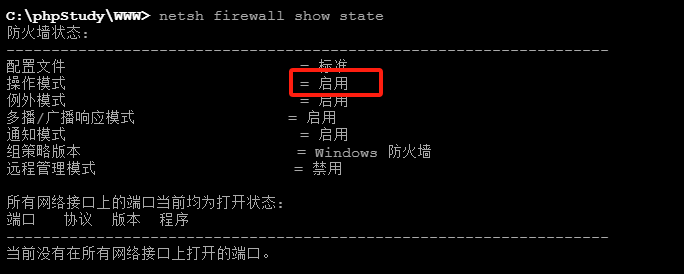 C:\phpStudy\WWW> netsh firewall show state
防火墙状态:
-------------------------------------------------------------------
配置文件 = 标准
操作模式 = 启用
例外模式 = 启用
多播/广播响应模式 = 启用
通知模式 = 启用
组策略版本 = Windows 防火墙
远程管理模式 = 禁用
所有网络接口上的端口当前均为打开状态:
端口 协议 版本 程序
-------------------------------------------------------------------
当前没有在所有网络接口上打开的端口。